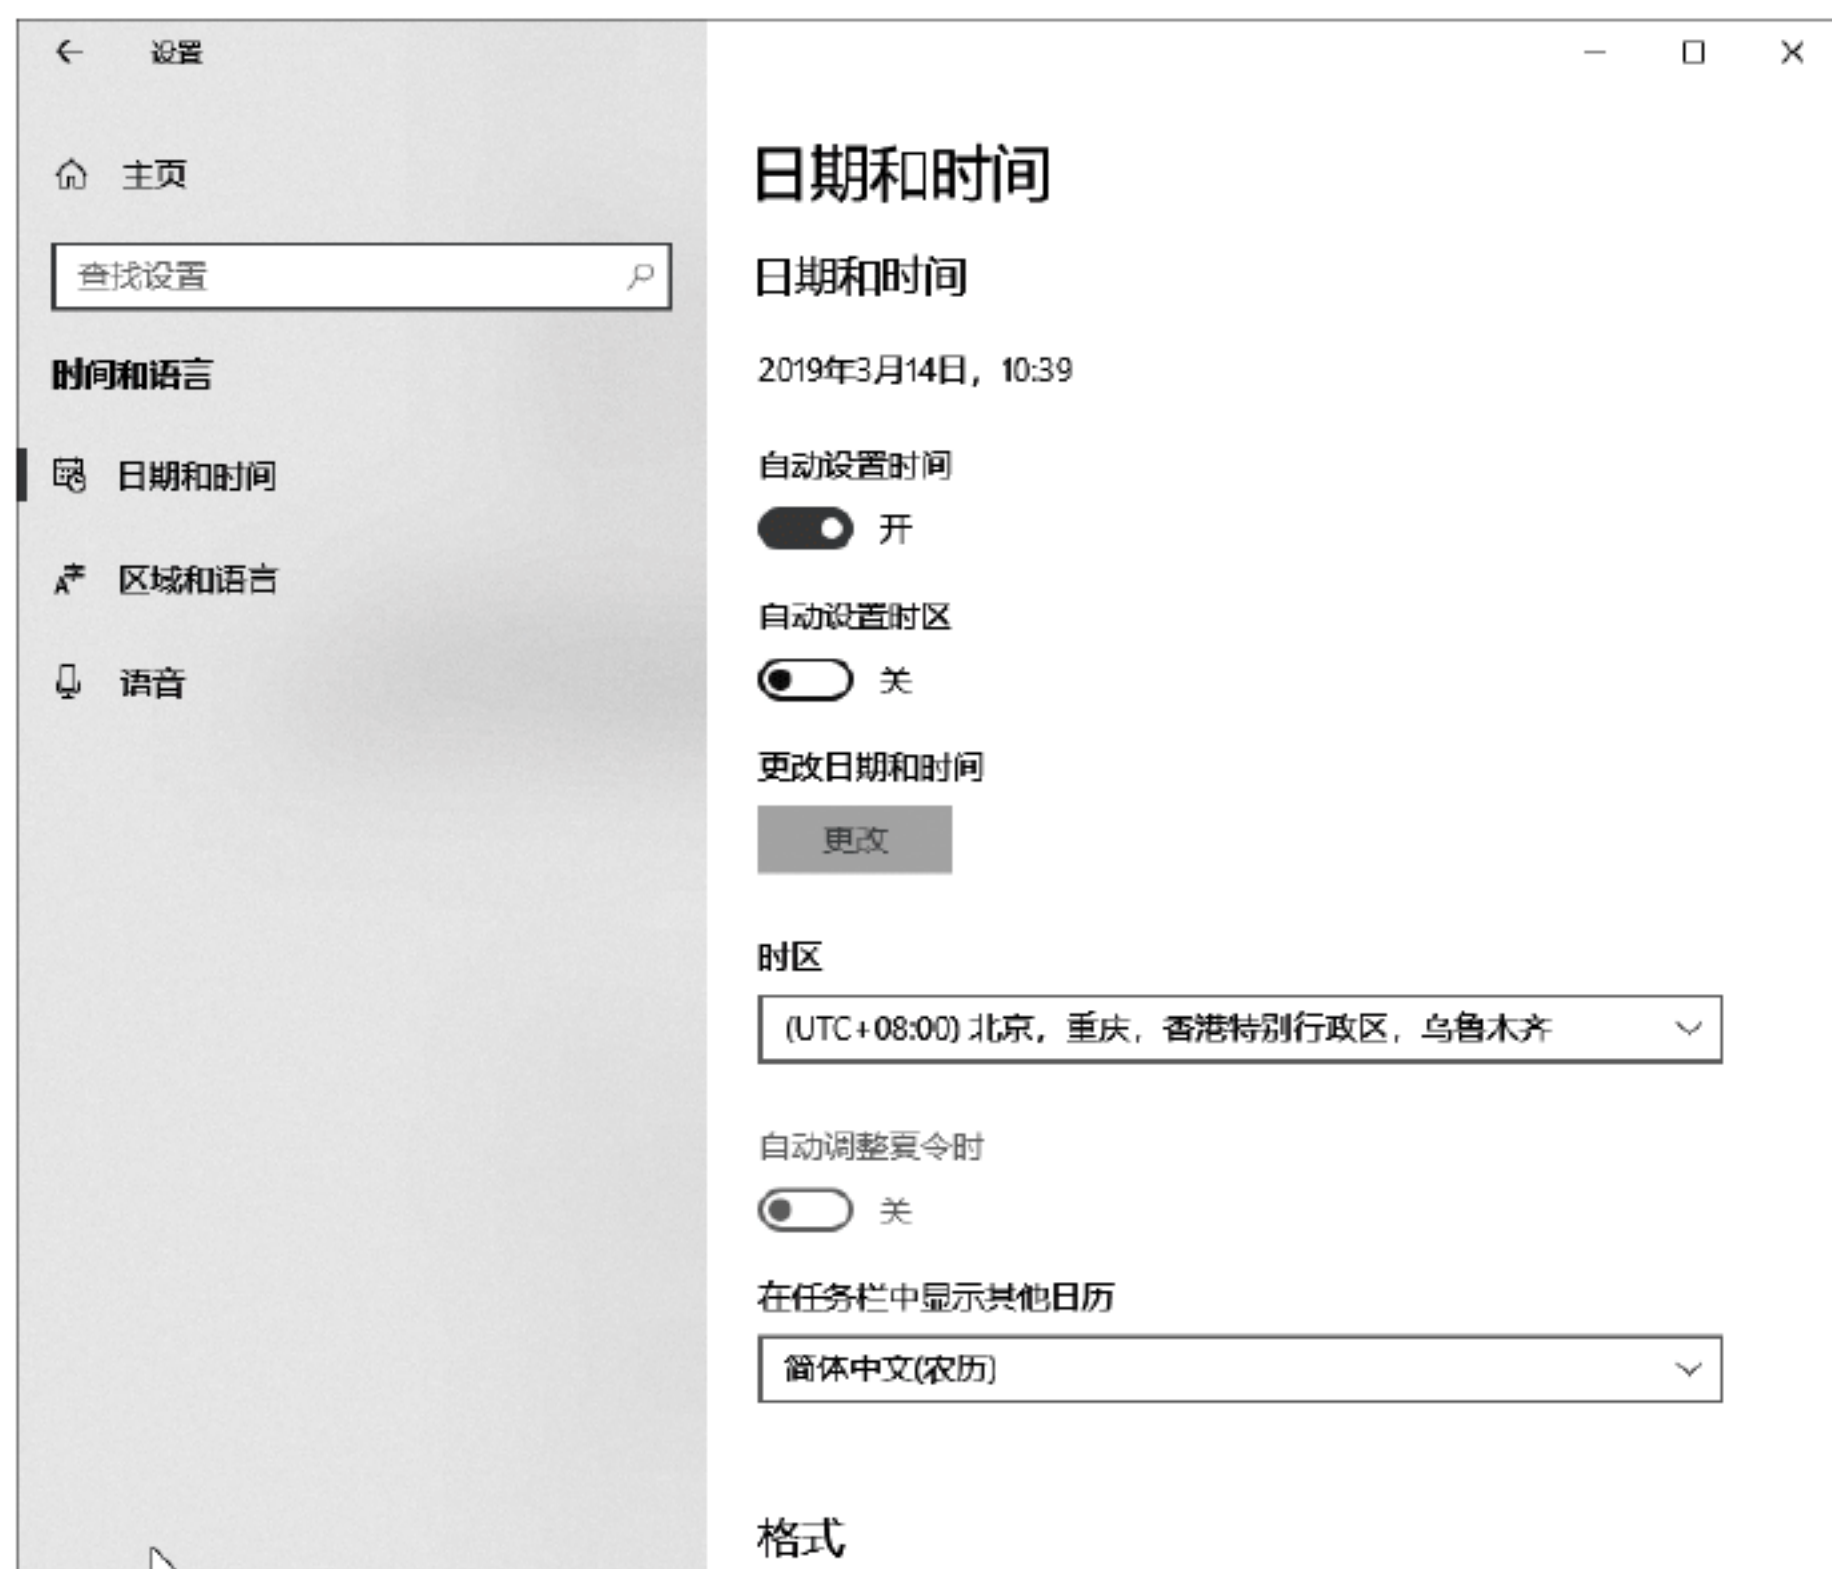 设置
主页
查找设置
时间和语言
日期和时间
区域和语言
语音
日期和时间
日期和时间
2019年3月14日，10:39
自动设置时间
开
自动设置时区
关
更改日期和时间
更改
时区
(UTC+08:00) 北京，重庆，香港特别行政区，乌鲁木齐
自动调整夏令时
关
在任务栏中显示其他日历
简体中文(农历)
格式